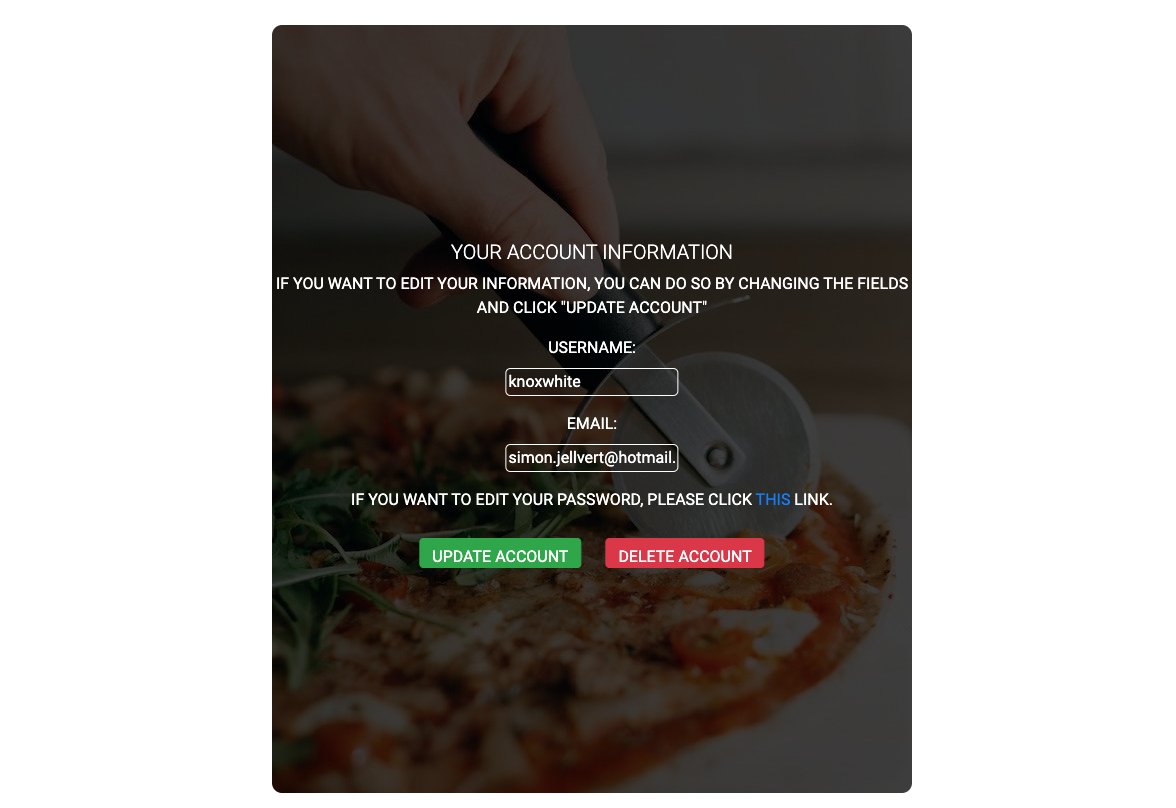 YOUR ACCOUNT INFORMATION
IF YOU WANT TO EDIT YOUR INFORMATION, YOU CAN DO SO BY CHANGING THE FIELDS
AND CLICK "UPDATE ACCOUNT"
USERNAME:
knoxwhite
EMAIL:
simon.jellvert@hotmail.
IF YOU WANT TO EDIT YOUR PASSWORD, PLEASE CLICK THIS LINK.
UPDATE ACCOUNT DELETE ACCOUNT